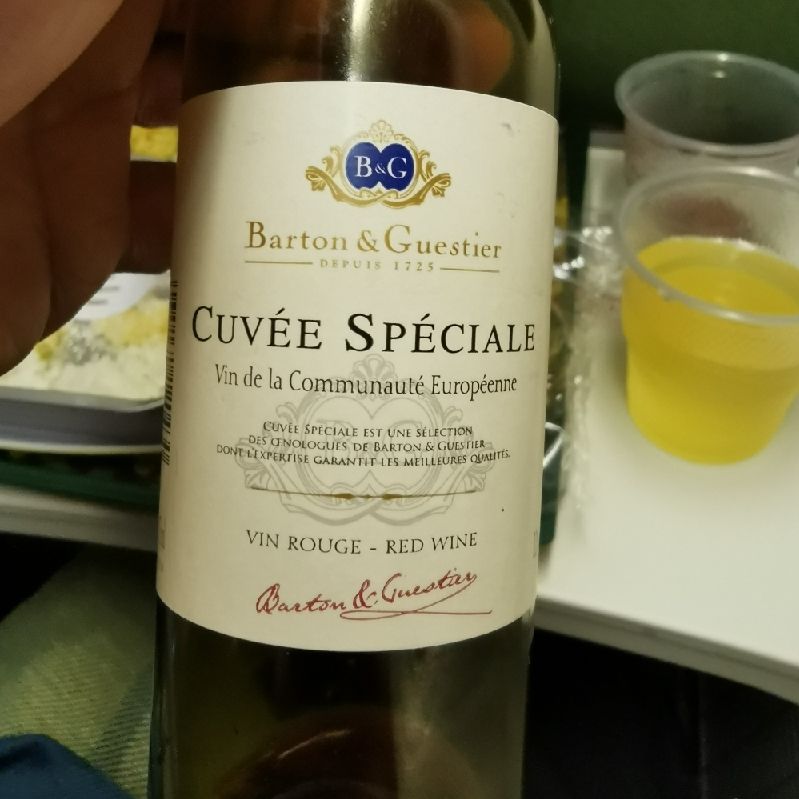 B&G
Barton & Guestier
DEPUIS 1725
CUVÉE SPÉCIALE
Vin de la Communauté Européenne
CUVÉE SPÉCIALE EST UNE SÉLECTION
DES ŒNOLOGUES DE BARTON & GUESTIER
DONT L'EXPERTISE GARANTIT LES MEILLEURES QUALITÉS.
VIN ROUGE - RED WINE
Barton & Guestier